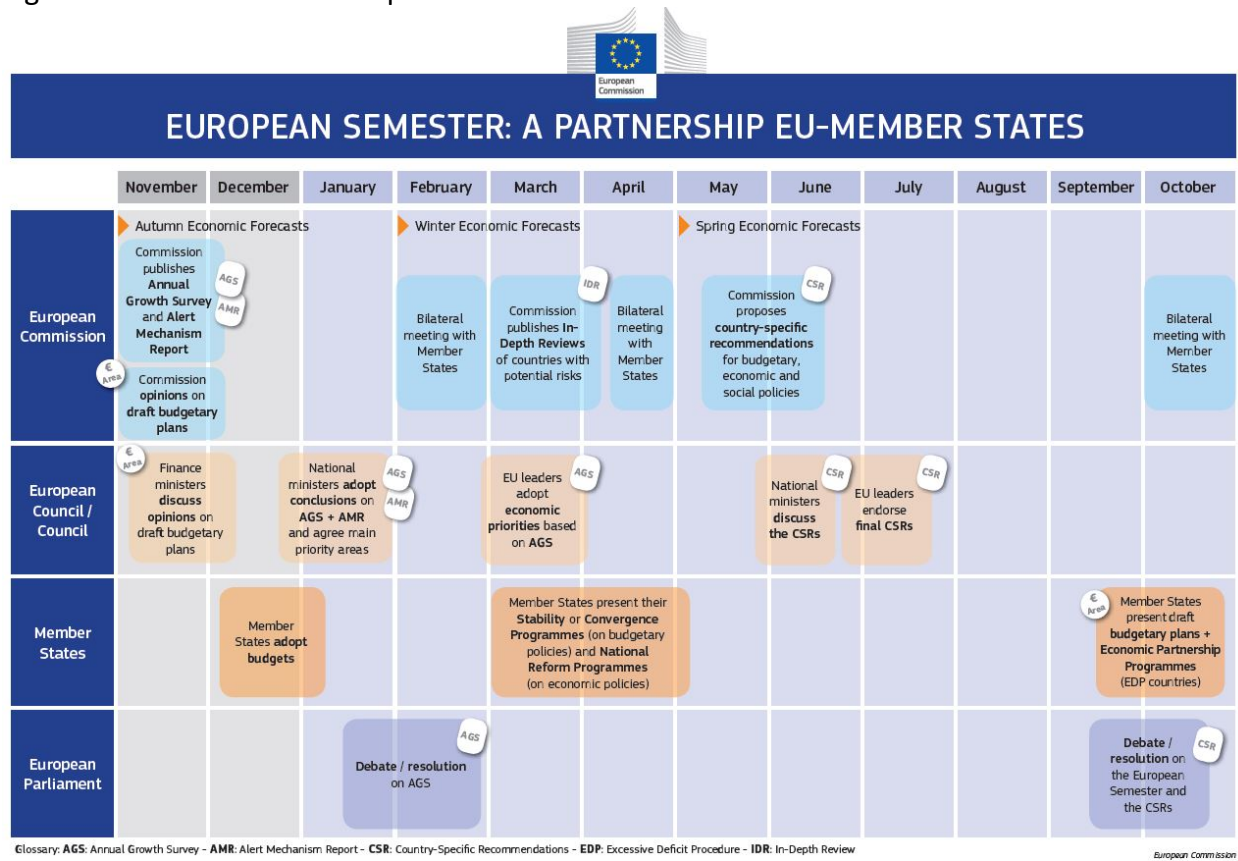 European
Commission
EUROPEAN SEMESTER: A PARTNERSHIP EU-MEMBER STATES
November December January February March April May June July August September October
European
Commission
Autumn Economic Forecasts
Winter Economic Forecasts
Spring Economic Forecasts
Commission
publishes
Annual
Growth Survey
and Alert
Mechanism
Report
AGS
AMR
€
Area
Commission
opinions on
draft budgetary
plans
Bilateral
meeting with
Member
States
Commission
publishes In-
Depth Reviews
of countries with
potential risks
IDR
Bilateral
meeting
with
Member
States
Commission
proposes
country-specific
recommendations
for budgetary,
economic and
social policies
CSR
Bilateral
meeting with
Member
States
European
Council /
Council
€
Area
Finance
ministers
discuss
opinions on
draft budgetary
plans
National
ministers adopt
conclusions on
AGS + AMR
and agree main
priority areas
AGS
AMR
EU leaders
adopt
economic
priorities based
on AGS
AGS
National
ministers
discuss
the CSRs
CSR
EU leaders
endorse
final CSRs
CSR
Member
States
Member
States adopt
budgets
Member States present their
Stability or Convergence
Programmes (on budgetary
policies) and National
Reform Programmes
(on economic policies)
€
Area
Member States
present draft
budgetary plans +
Economic Partnership
Programmes
(EDP countries)
European
Parliament
Debate / resolution
on AGS
AGS
Debate /
resolution on
the European
Semester and
the CSRs
CSR
Glossary: AGS: Annual Growth Survey - AMR: Alert Mechanism Report - CSR: Country-Specific Recommendations - EDP: Excessive Deficit Procedure - IDR: In-Depth Review
European Commission